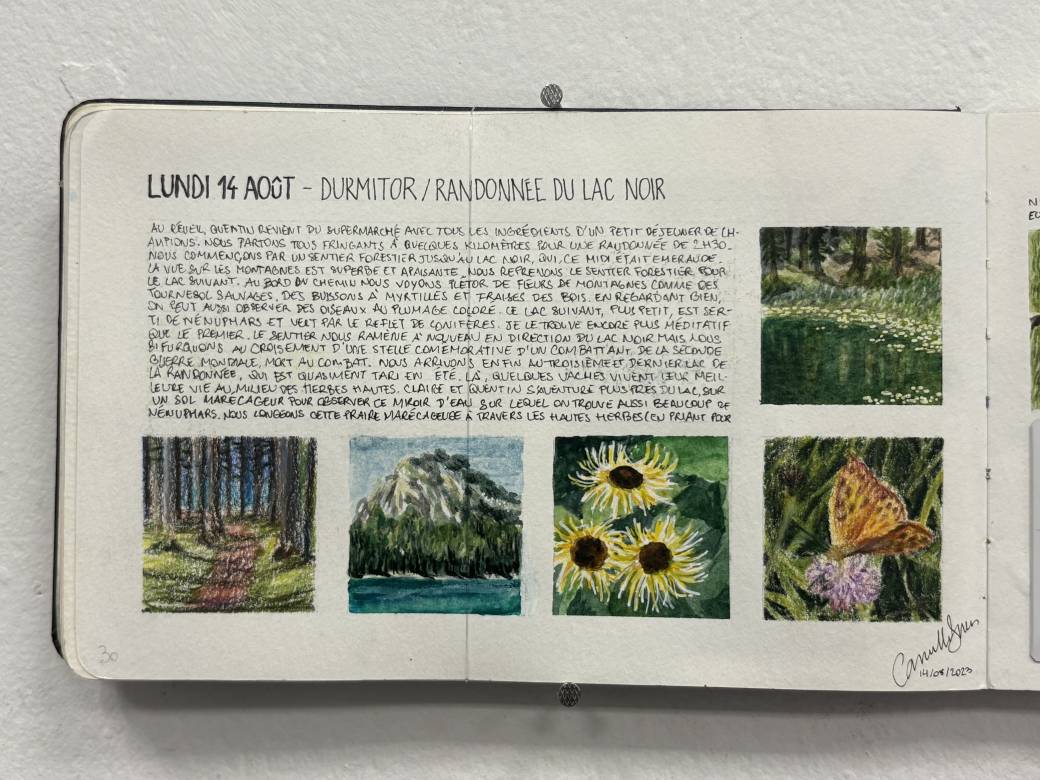 LUNDI 14 AOÛT - DURMITOR / RANDONNÉE DU LAC NOIR
AU RÉVEIL, QUENTIN REVIENT DU SUPERMARCHÉ AVEC TOUS LES INGRÉDIENTS D'UN PETIT DÉJEUNER DE CH-
AMPIONS. NOUS PARTONS TOUS FRINGANTS À QUELQUES KILOMÈTRES POUR UNE RANDONNÉE DE 2H30.
NOUS COMMENÇONS PAR UN SENTIER FORESTIER JUSQU'AU LAC NOIR, QUI, CE MIDI ÉTAIT EMERAUDE.
LA VUE SUR LES MONTAGNES EST SUPERBE ET APAISANTE. NOUS REPRENONS LE SENTIER FORESTIER POUR
LE LAC SUIVANT. AU BORD DU CHEMIN NOUS VOYONS PLÉTOR DE FLEURS DE MONTAGNES COMME DES
TOURNESOL SAUVAGES, DES BUISSONS À MYRTILLES ET FRAISES DES BOIS. EN REGARDANT BIEN,
ON PEUT AUSSI OBSERVER DES OISEAUX AU PLUMAGE COLORÉ. LE LAC SUIVANT, PLUS PETIT, EST SER-
TI DE NÉNUPHARS ET VERT PAR LE REFLET DE CONIFÈRES. JE LE TROUVE ENCORE PLUS MÉDITATIF
QUE LE PREMIER. LE SENTIER NOUS RAMÈNE À NOUVEAU EN DIRECTION DU LAC NOIR MAIS NOUS
BIFURQUONS AU CROISEMENT D'UNE STELLE COMÉMORATIVE D'UN COMBATTANT DE LA SECONDE
GUERRE MONDIALE, MORT AU COMBAT. NOUS ARRIVONS ENFIN AU TROISIÈME ET DERNIER LAC DE
LA RANDONNÉE, QUI EST QUASIMENT TARI EN ÉTÉ. LÀ, QUELQUES VACHES VIVENT LEUR MEIL-
LEURE VIE AU MILIEU DES HERBES HAUTES. CLAIRE ET QUENTIN S'AVENTURE PLUS PRÈS DU LAC, SUR
UN SOL MARÉCAGEUX POUR OBSERVER CE MIROIR D'EAU SUR LEQUEL ON TROUVE AUSSI BEAUCOUP DE
NÉNUPHARS. NOUS LONGEONS CETTE PRAIRE MARÉCAGEUSE À TRAVERS LES HAUTES HERBES (EN PRIANT POUR
30
14/08/2023